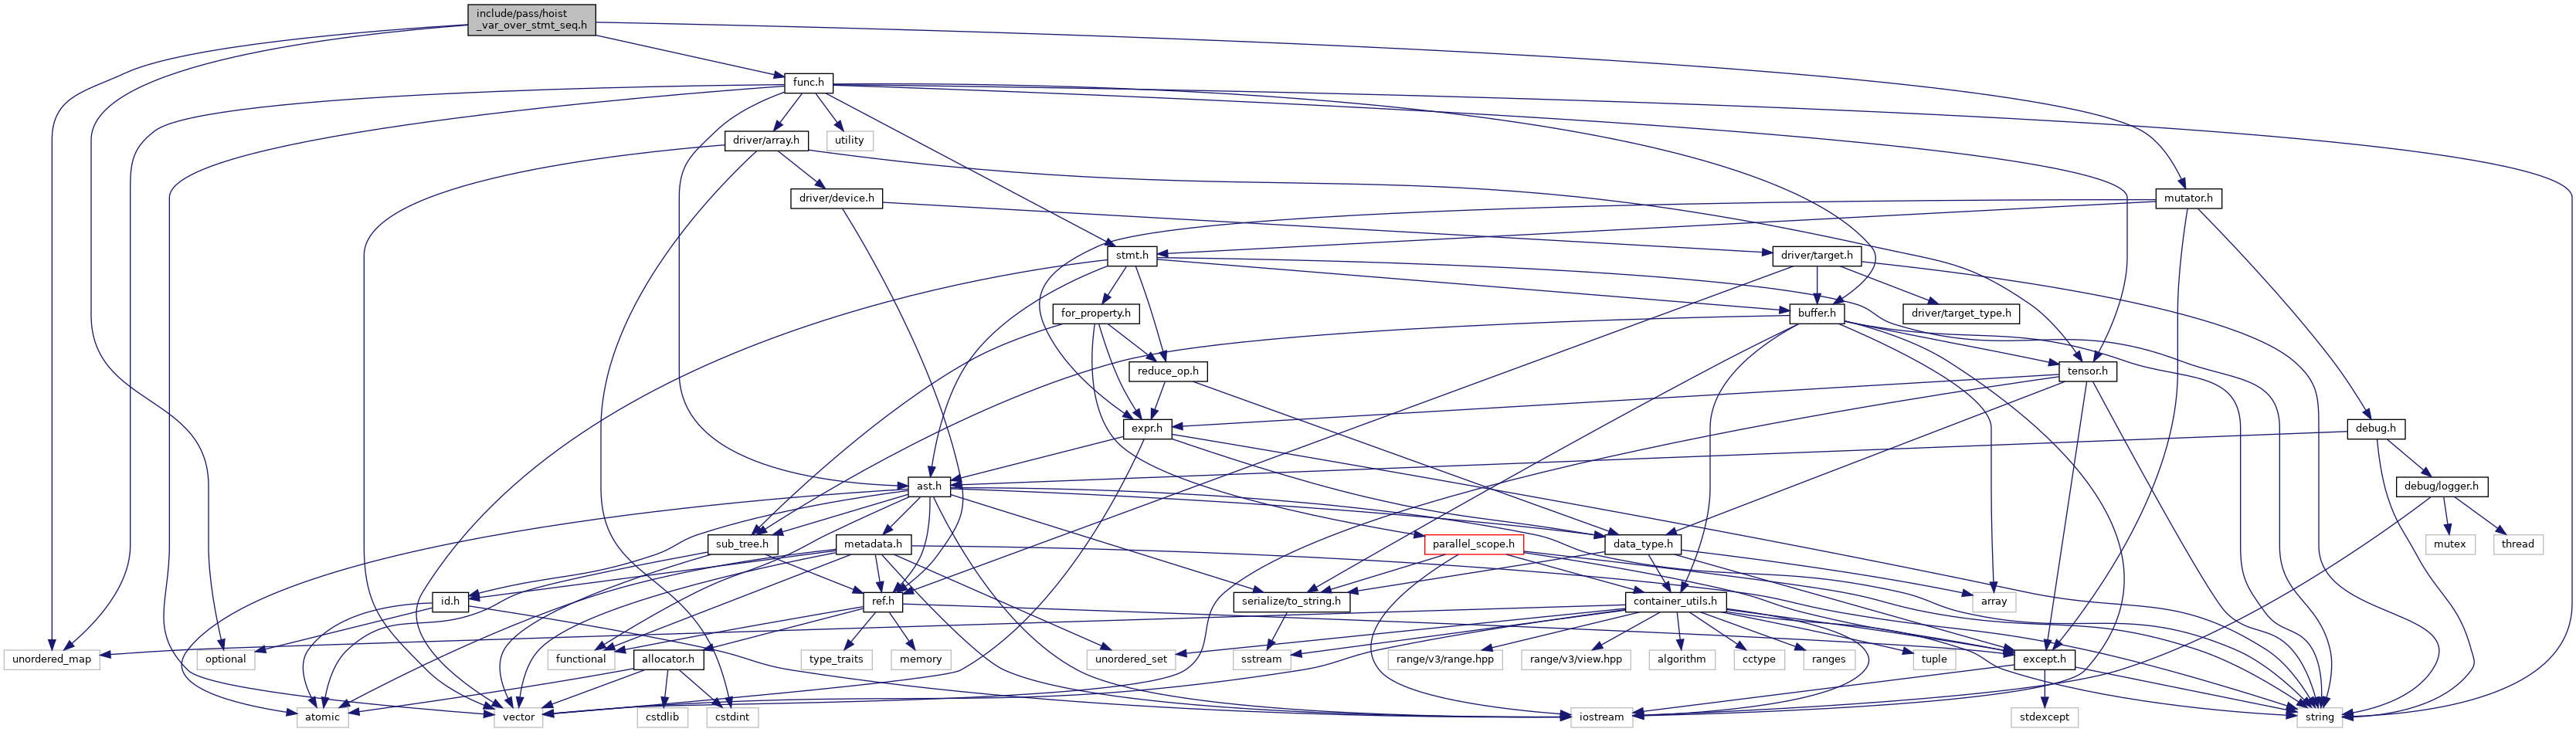 include/pass/hoist
_var_over_stmt_seq.h
func.h
driver/array.h
utility
driver/device.h
mutator.h
stmt.h
driver/target.h
for_property.h
buffer.h
driver/target_type.h
reduce_op.h
tensor.h
expr.h
debug.h
ast.h
debug/logger.h
sub_tree.h
metadata.h
parallel_scope.h
data_type.h
mutex
thread
id.h
ref.h
serialize/to_string.h
container_utils.h
array
unordered_map
optional
functional
allocator.h
type_traits
memory
unordered_set
sstream
range/v3/range.hpp
range/v3/view.hpp
algorithm
cctype
ranges
tuple
except.h
atomic
vector
cstdlib
cstdint
iostream
stdexcept
string